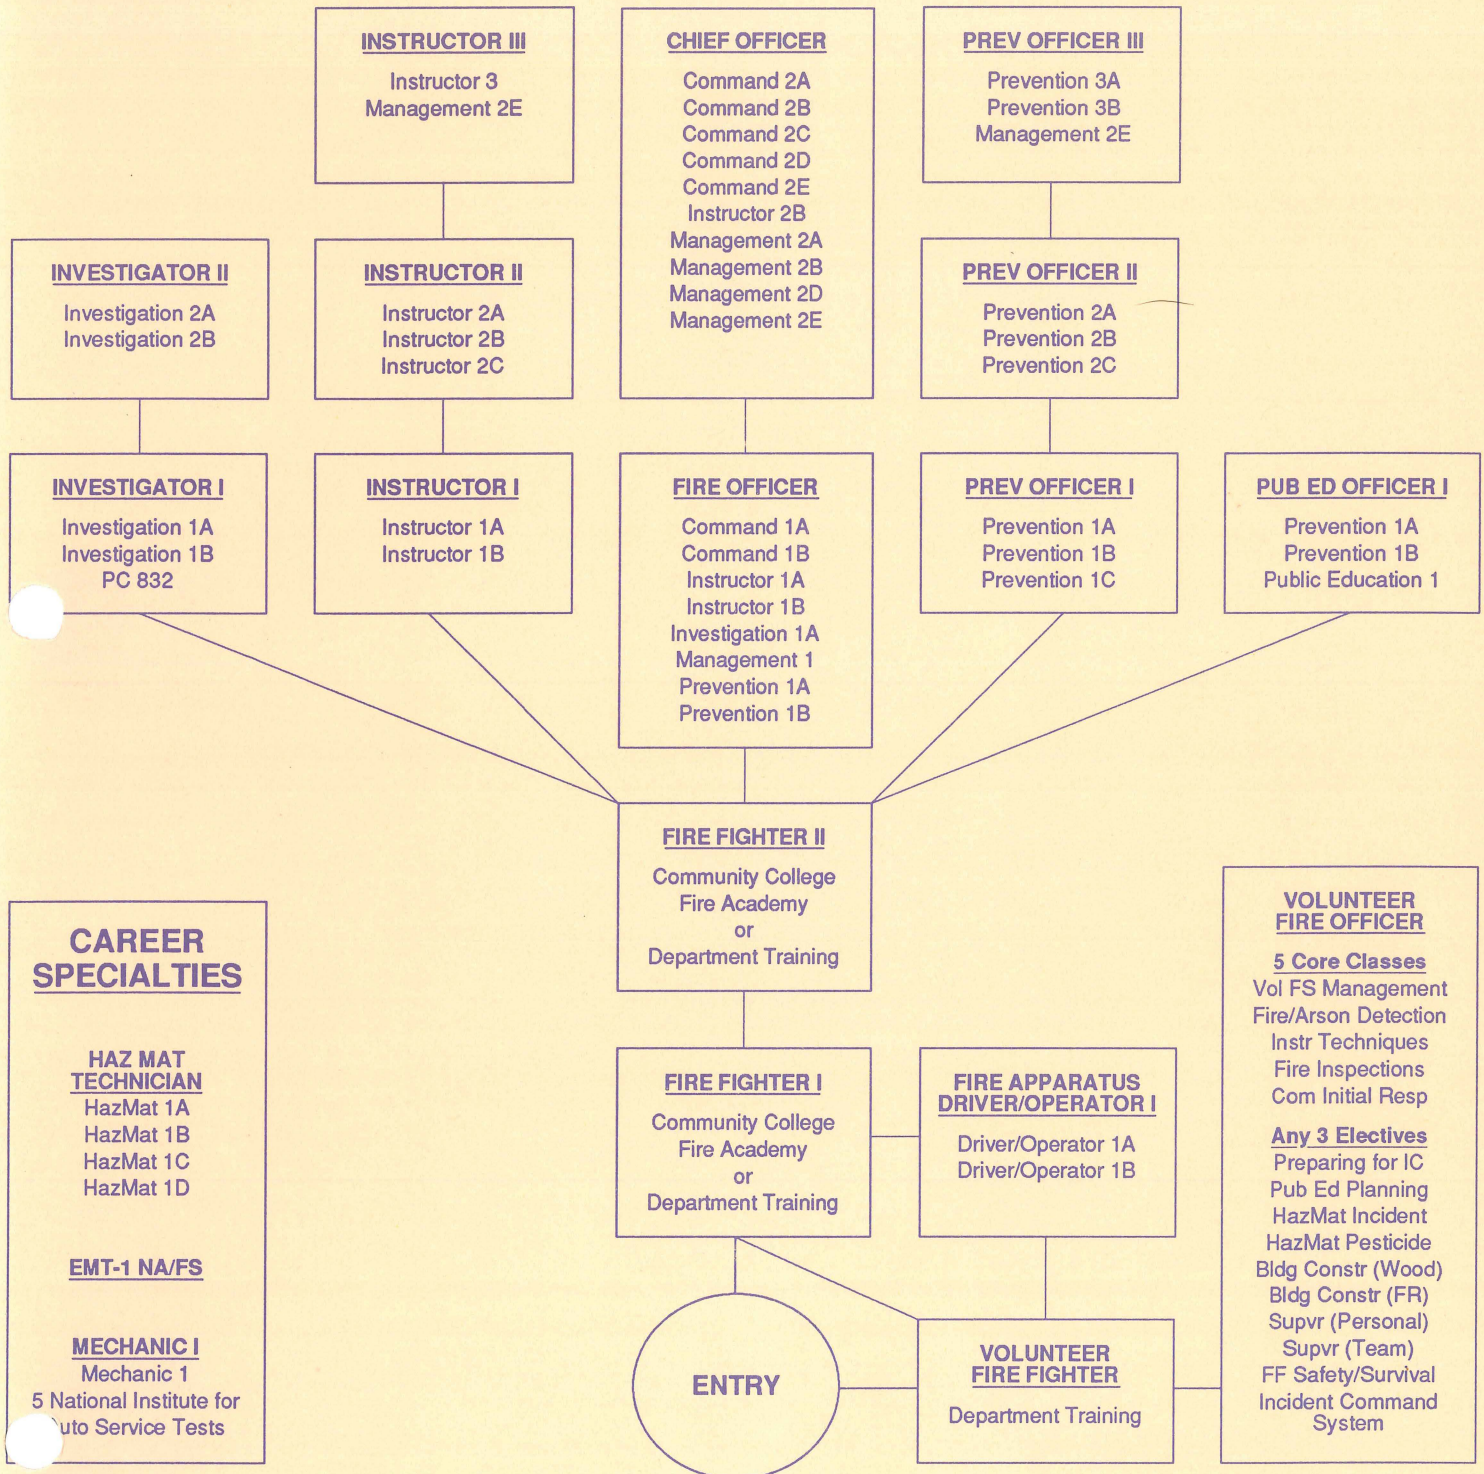 INSTRUCTOR III
Instructor 3
Management 2E
CHIEF OFFICER
Command 2A
Command 2B
Command 2C
Command 2D
Command 2E
Instructor 2B
Management 2A
Management 2B
Management 2D
Management 2E
PREV OFFICER III
Prevention 3A
Prevention 3B
Management 2E
INVESTIGATOR II
Investigation 2A
Investigation 2B
INSTRUCTOR II
Instructor 2A
Instructor 2B
Instructor 2C
PREV OFFICER II
Prevention 2A
Prevention 2B
Prevention 2C
INVESTIGATOR I
Investigation 1A
Investigation 1B
PC 832
INSTRUCTOR I
Instructor 1A
Instructor 1B
FIRE OFFICER
Command 1A
Command 1B
Instructor 1A
Instructor 1B
Investigation 1A
Management 1
Prevention 1A
Prevention 1B
PREV OFFICER I
Prevention 1A
Prevention 1B
Prevention 1C
PUB ED OFFICER I
Prevention 1A
Prevention 1B
Public Education 1
FIRE FIGHTER II
Community College
Fire Academy
or
Department Training
CAREER
SPECIALTIES
HAZ MAT
TECHNICIAN
HazMat 1A
HazMat 1B
HazMat 1C
HazMat 1D
EMT-1 NA/FS
MECHANIC I
Mechanic 1
5 National Institute for
uto Service Tests
FIRE FIGHTER I
Community College
Fire Academy
or
Department Training
FIRE APPARATUS
DRIVER/OPERATOR I
Driver/Operator 1A
Driver/Operator 1B
VOLUNTEER
FIRE OFFICER
5 Core Classes
Vol FS Management
Fire/Arson Detection
Instr Techniques
Fire Inspections
Com Initial Resp
Any 3 Electives
Preparing for IC
Pub Ed Planning
HazMat Incident
HazMat Pesticide
Bldg Constr (Wood)
Bldg Constr (FR)
Supvr (Personal)
Supvr (Team)
FF Safety/Survival
Incident Command
System
ENTRY
VOLUNTEER
FIRE FIGHTER
Department Training